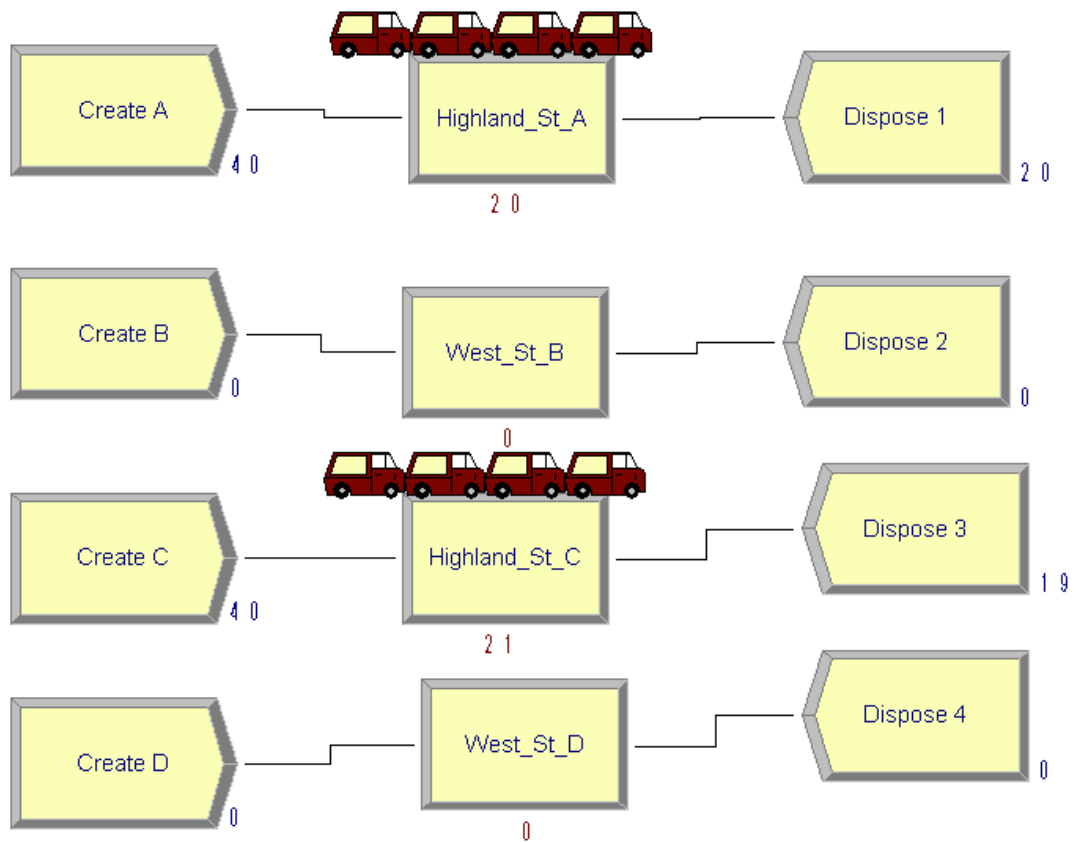 Create A
Highland_St_A
Dispose 1
40
20
20
Create B
West_St_B
Dispose 2
0
0
0
Create C
Highland_St_C
Dispose 3
40
21
19
Create D
West_St_D
Dispose 4
0
0
0